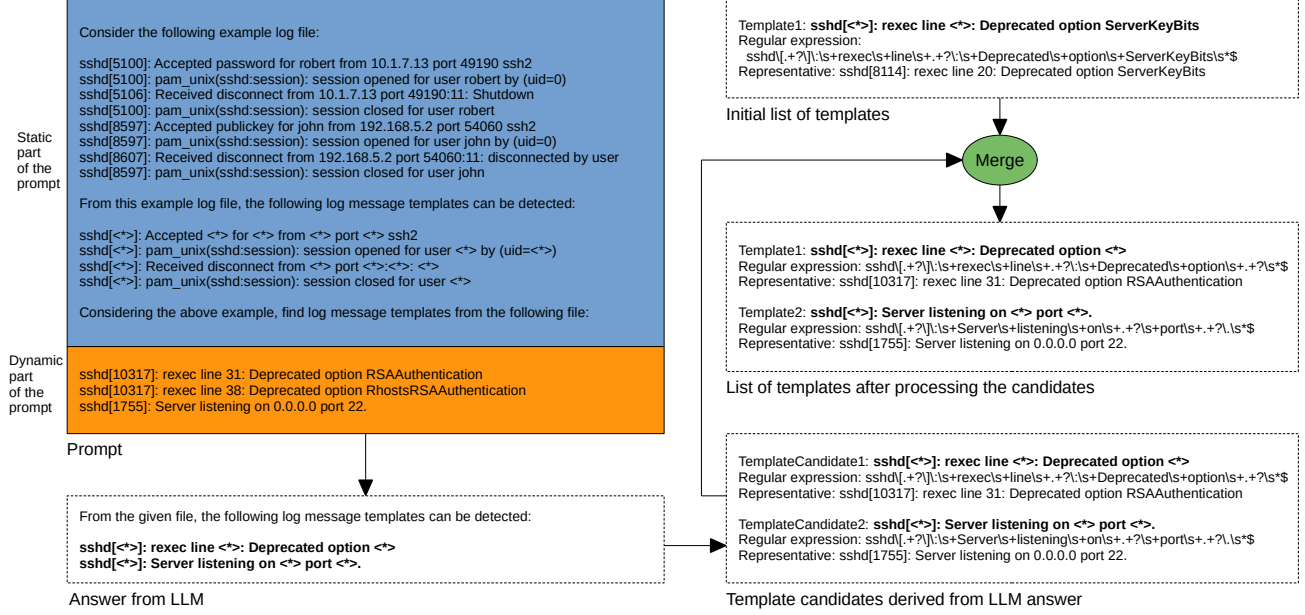 Static
part
of the
prompt
Consider the following example log file:
sshd[5100]: Accepted password for robert from 10.1.7.13 port 49190 ssh2
sshd[5100]: pam_unix(sshd:session): session opened for user robert by (uid=0)
sshd[5106]: Received disconnect from 10.1.7.13 port 49190:11: Shutdown
sshd[5100]: pam_unix(sshd:session): session closed for user robert
sshd[8597]: Accepted publickey for john from 192.168.5.2 port 54060 ssh2
sshd[8597]: pam_unix(sshd:session): session opened for user john by (uid=0)
sshd[8607]: Received disconnect from 192.168.5.2 port 54060:11: disconnected by user
sshd[8597]: pam_unix(sshd:session): session closed for user john
From this example log file, the following log message templates can be detected:
sshd[<*>]: Accepted <*> for <*> from <*> port <*> ssh2
sshd[<*>]: pam_unix(sshd:session): session opened for user <*> by (uid=<*>)
sshd[<*>]: Received disconnect from <*> port <*>:<*>: <*>
sshd[<*>]: pam_unix(sshd:session): session closed for user <*>
Considering the above example, find log message templates from the following file:
Dynamic
part
of the
prompt
sshd[10317]: rexec line 31: Deprecated option RSAAuthentication
sshd[10317]: rexec line 38: Deprecated option RhostsRSAAuthentication
sshd[1755]: Server listening on 0.0.0.0 port 22.
Prompt
From the given file, the following log message templates can be detected:
sshd[<*>]: rexec line <*>: Deprecated option <*>
sshd[<*>]: Server listening on <*> port <*>.
Answer from LLM
Template1: sshd[<*>]: rexec line <*>: Deprecated option ServerKeyBits
Regular expression:
sshd\[.+?\]\:\s+rexec\s+line\s+.+?\:\s+Deprecated\s+option\s+ServerKeyBits\s*$
Representative: sshd[8114]: rexec line 20: Deprecated option ServerKeyBits
Initial list of templates
Merge
Template1: sshd[<*>]: rexec line <*>: Deprecated option <*>
Regular expression: sshd\[.+?\]\:\s+rexec\s+line\s+.+?\:\s+Deprecated\s+option\s+.+?\s*$
Representative: sshd[10317]: rexec line 31: Deprecated option RSAAuthentication
Template2: sshd[<*>]: Server listening on <*> port <*>.
Regular expression: sshd\[.+?\]\:\s+Server\s+listening\s+on\s+.+?\s+port\s+.+?\.\s*$
Representative: sshd[1755]: Server listening on 0.0.0.0 port 22.
List of templates after processing the candidates
TemplateCandidate1: sshd[<*>]: rexec line <*>: Deprecated option <*>
Regular expression: sshd\[.+?\]\:\s+rexec\s+line\s+.+?\:\s+Deprecated\s+option\s+.+?\s*$
Representative: sshd[10317]: rexec line 31: Deprecated option RSAAuthentication
TemplateCandidate2: sshd[<*>]: Server listening on <*> port <*>.
Regular expression: sshd\[.+?\]\:\s+Server\s+listening\s+on\s+.+?\s+port\s+.+?\.\s*$
Representative: sshd[1755]: Server listening on 0.0.0.0 port 22.
Template candidates derived from LLM answer